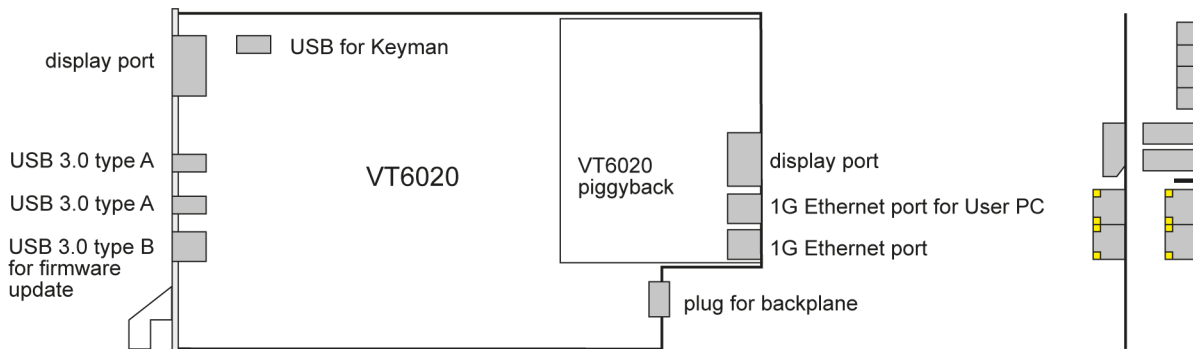 display port
USB for Keyman
USB 3.0 type A
USB 3.0 type A
USB 3.0 type B
for firmware
update
VT6020
VT6020
piggyback
display port
1G Ethernet port for User PC
1G Ethernet port
plug for backplane